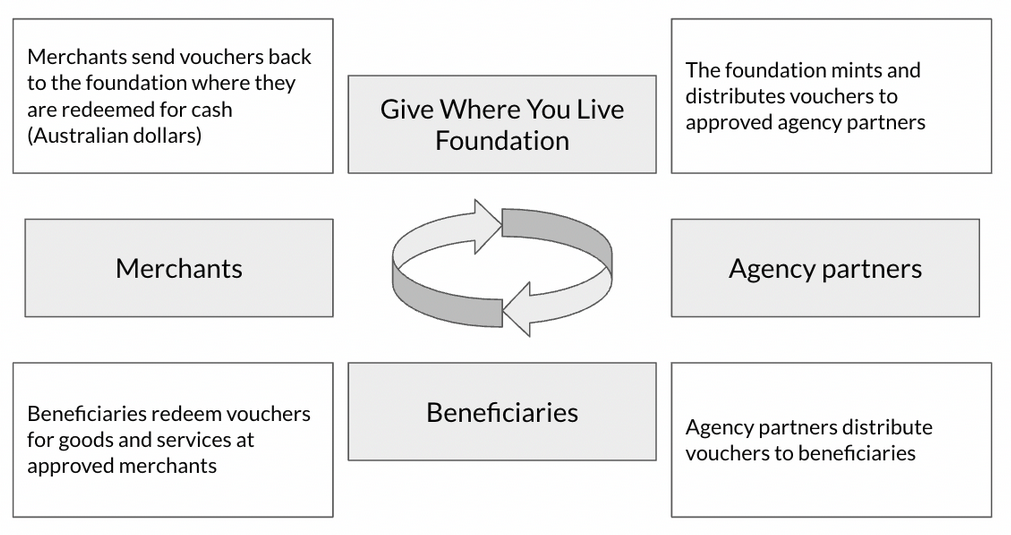 Merchants send vouchers back
to the foundation where they
are redeemed for cash
(Australian dollars)
Give Where You Live
Foundation
The foundation mints and
distributes vouchers to
approved agency partners
Merchants
Agency partners
Beneficiaries redeem vouchers
for goods and services at
approved merchants
Beneficiaries
Agency partners distribute
vouchers to beneficiaries